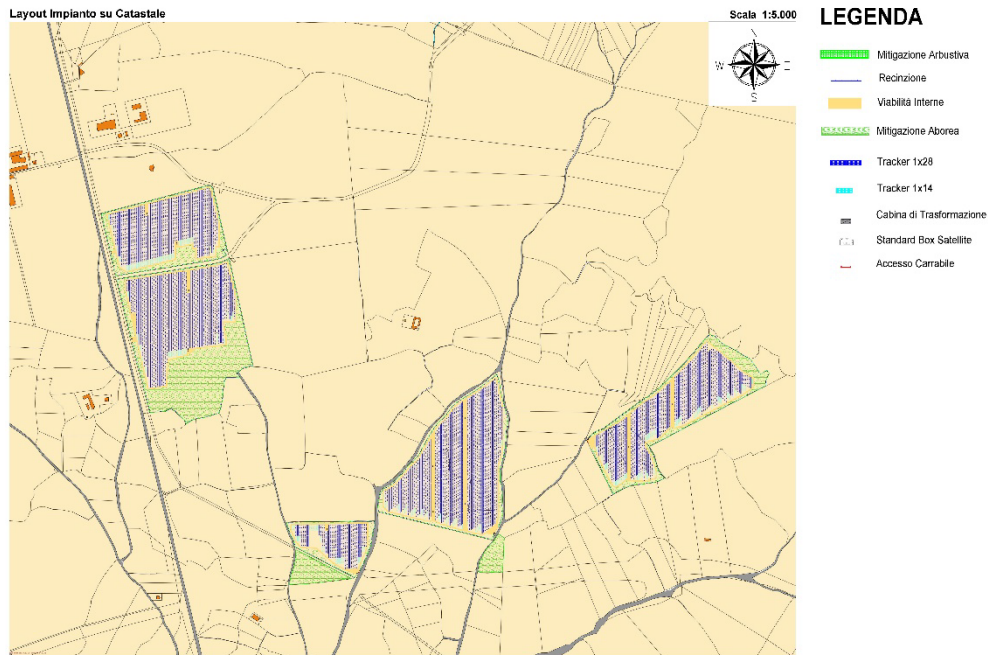 Layout Impianto su Catastale
Scala 1:5.000
N
W E
S
LEGENDA
Mitigazione Arbustiva
Recinzione
Viabilità Interne
Mitigazione Aborea
Tracker 1x28
Tracker 1x14
Cabina di Trasformazione
Standard Box Satellite
Accesso Carrabile